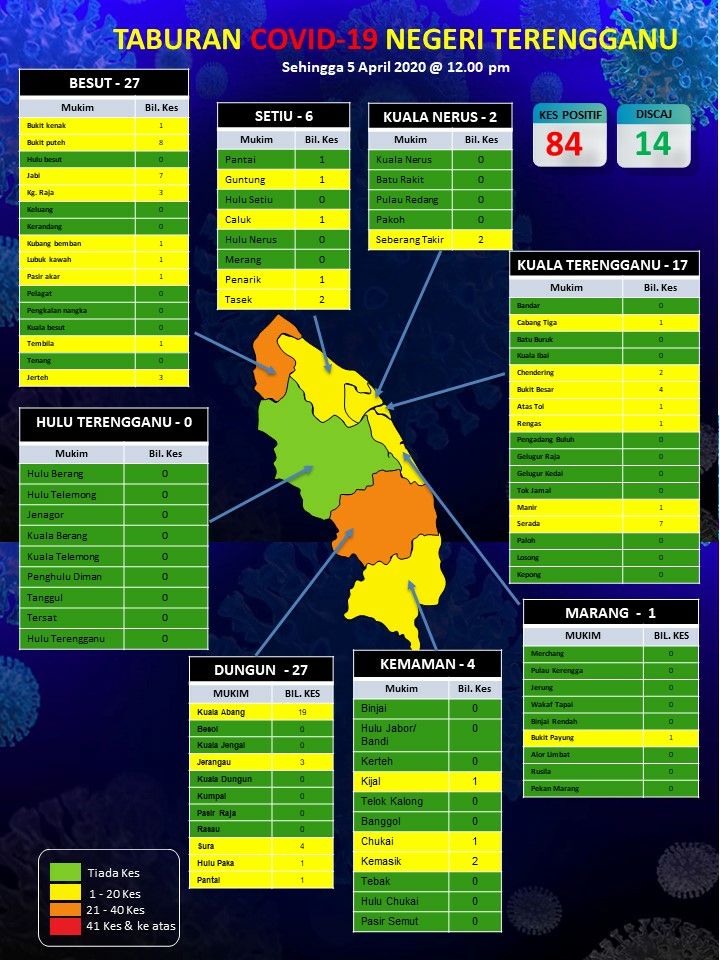 TABURAN COVID-19 NEGERI TERENGGANU
Sehingga 5 April 2020 @ 12.00 pm
KES POSITIF
84
DISCAJ
14
BESUT - 27
Mukim Bil. Kes
Bukit kenak 1
Bukit puteh 8
Hulu besut 0
Jabi 7
Kg. Raja 3
Keluang 0
Kerandang 0
Kubang bemban 1
Lubuk kawah 1
Pasir akar 1
Pelagat 0
Pengkalan nangka 0
Kuala besut 0
Tembila 1
Tenang 0
Jerteh 3
SETIU - 6
Mukim Bil. Kes
Pantai 1
Guntung 1
Hulu Setiu 0
Caluk 1
Hulu Nerus 0
Merang 0
Penarik 1
Tasek 2
KUALA NERUS - 2
Mukim Bil. Kes
Kuala Nerus 0
Batu Rakit 0
Pulau Redang 0
Pakoh 0
Seberang Takir 2
KUALA TERENGGANU - 17
Mukim Bil. Kes
Bandar 0
Cabang Tiga 1
Batu Buruk 0
Kuala Ibai 0
Chendering 2
Bukit Besar 4
Atas Tol 1
Rengas 1
Pengadang Buluh 0
Gelugur Raja 0
Gelugur Kedai 0
Tok Jamal 0
Manir 1
Serada 7
Paloh 0
Losong 0
Kepong 0
HULU TERENGGANU - 0
Mukim Bil. Kes
Hulu Berang 0
Hulu Telemong 0
Jenagor 0
Kuala Berang 0
Kuala Telemong 0
Penghulu Diman 0
Tanggul 0
Tersat 0
Hulu Terengganu 0
MARANG - 1
MUKIM BIL. KES
Merchang 0
Pulau Kerengga 0
Jerung 0
Wakaf Tapai 0
Binjai Rendah 0
Bukit Payung 1
Alor Limbat 0
Rusila 0
Pekan Marang 0
DUNGUN - 27
MUKIM BIL. KES
Kuala Abang 19
Besol 0
Kuala Jengal 0
Jerangau 3
Kuala Dungun 0
Kumpal 0
Pasir Raja 0
Rasau 0
Sura 4
Hulu Paka 1
Pantai 1
KEMAMAN - 4
Mukim Bil. Kes
Binjai 0
Hulu Jabor/ 0
Bandi
Kerteh 0
Kijal 1
Telok Kalong 0
Banggol 0
Chukai 1
Kemasik 2
Tebak 0
Hulu Chukai 0
Pasir Semut 0
Tiada Kes
1 - 20 Kes
21 - 40 Kes
41 Kes & ke atas